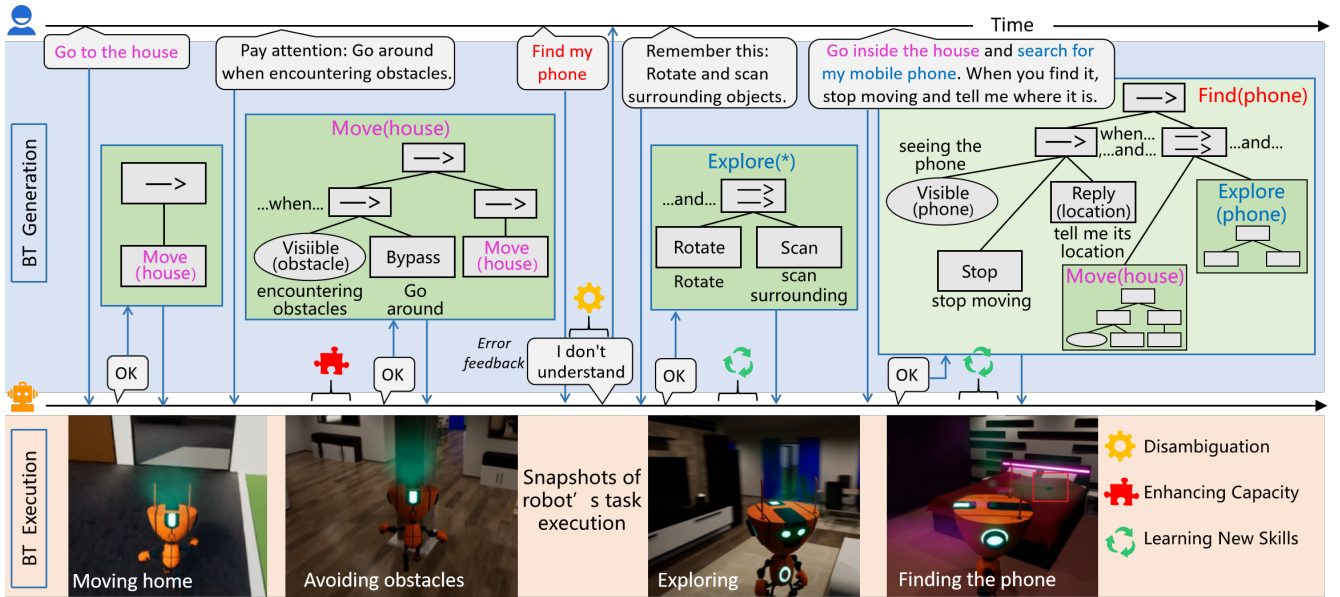 Time
Go to the house
Pay attention: Go around
when encountering obstacles.
Find my
phone
Remember this:
Rotate and scan
surrounding objects.
Go inside the house and search for
my mobile phone. When you find it,
stop moving and tell me where it is.
BT Generation
—>
Move
(house)
Move(house)
—>
...when...
—>
—>
Visiible
(obstacle)
Bypass
Move
(house)
encountering
obstacles
Go
around
Explore(*)
...and...
Rotate
Scan
Rotate
scan
surrounding
Find(phone)
—>
seeing the
phone
—>
when...
,...and...
...and...
Visible
(phone)
Reply
(location)
tell me its
location
Explore
(phone)
Stop
stop moving
Move(house)
OK
OK
Error
feedback
I don't
understand
OK
OK
BT Execution
Moving home
Avoiding obstacles
Snapshots of
robot’s task
execution
Exploring
Finding the phone
Disambiguation
Enhancing Capacity
Learning New Skills